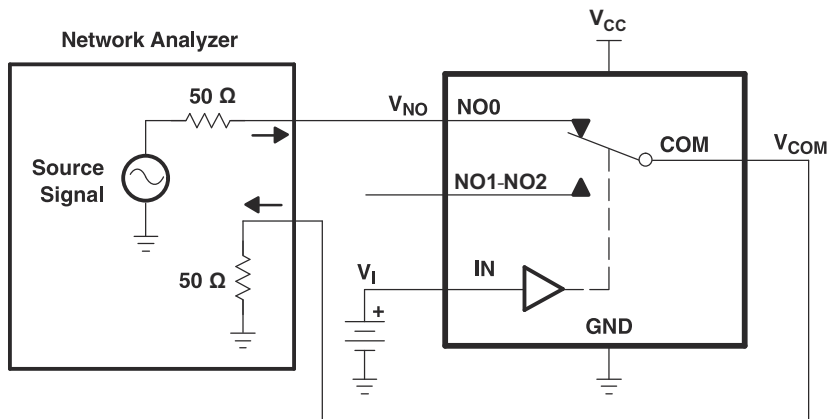 Network Analyzer
V_CC
50 Ω
V_NO
NO0
COM
V_COM
Source
Signal
NO1-NO2
50 Ω
V_I
IN
+
GND